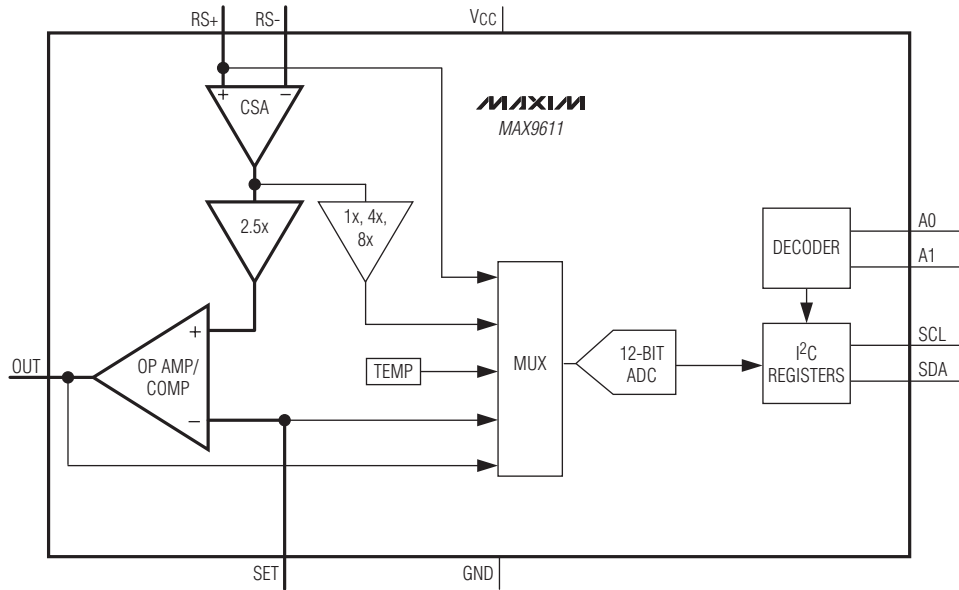 RS+ RS- VCC
+ −
CSA
MAXIM
MAX9611
2.5x
1x, 4x,
8x
A0
DECODER
A1
+
OUT
OP AMP/
COMP
−
TEMP
MUX
12-BIT
ADC
I²C
REGISTERS
SCL
SDA
SET
GND